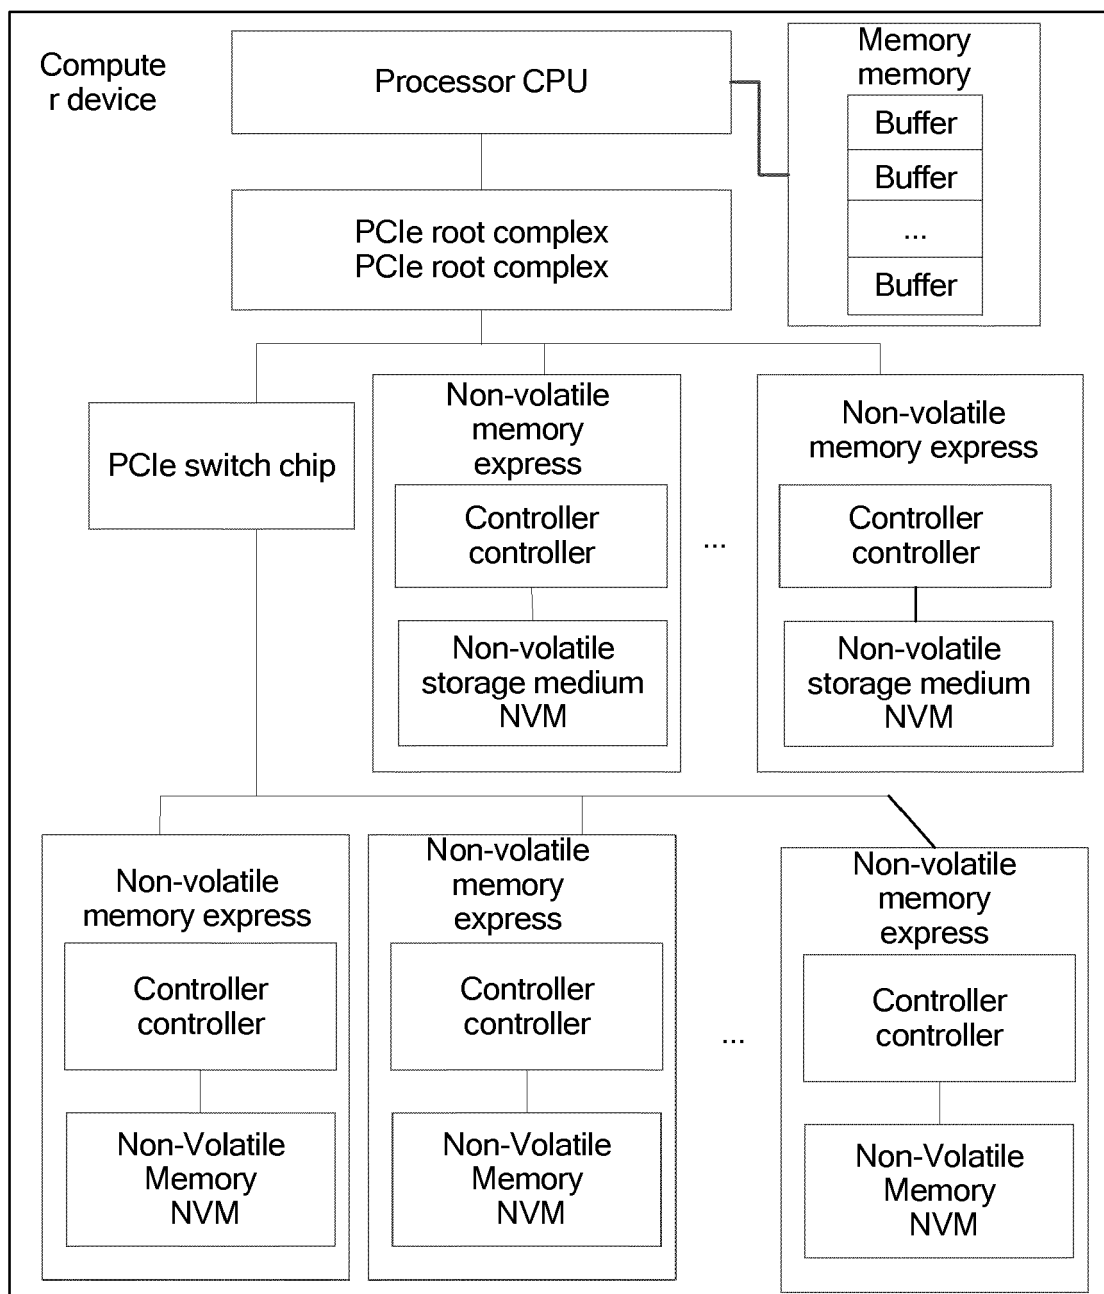 Compute
r device
Processor CPU
Memory
memory
Buffer
Buffer
...
Buffer
PCIe root complex
PCIe root complex
PCIe switch chip
Non-volatile
memory
express
Controller
controller
Non-volatile
storage medium
NVM
...
Non-volatile
memory express
Controller
controller
Non-volatile
storage medium
NVM
Non-volatile
memory express
Controller
controller
Non-Volatile
Memory
NVM
Non-volatile
memory
express
Controller
controller
Non-Volatile
Memory
NVM
...
Non-volatile
memory
express
Controller
controller
Non-Volatile
Memory
NVM